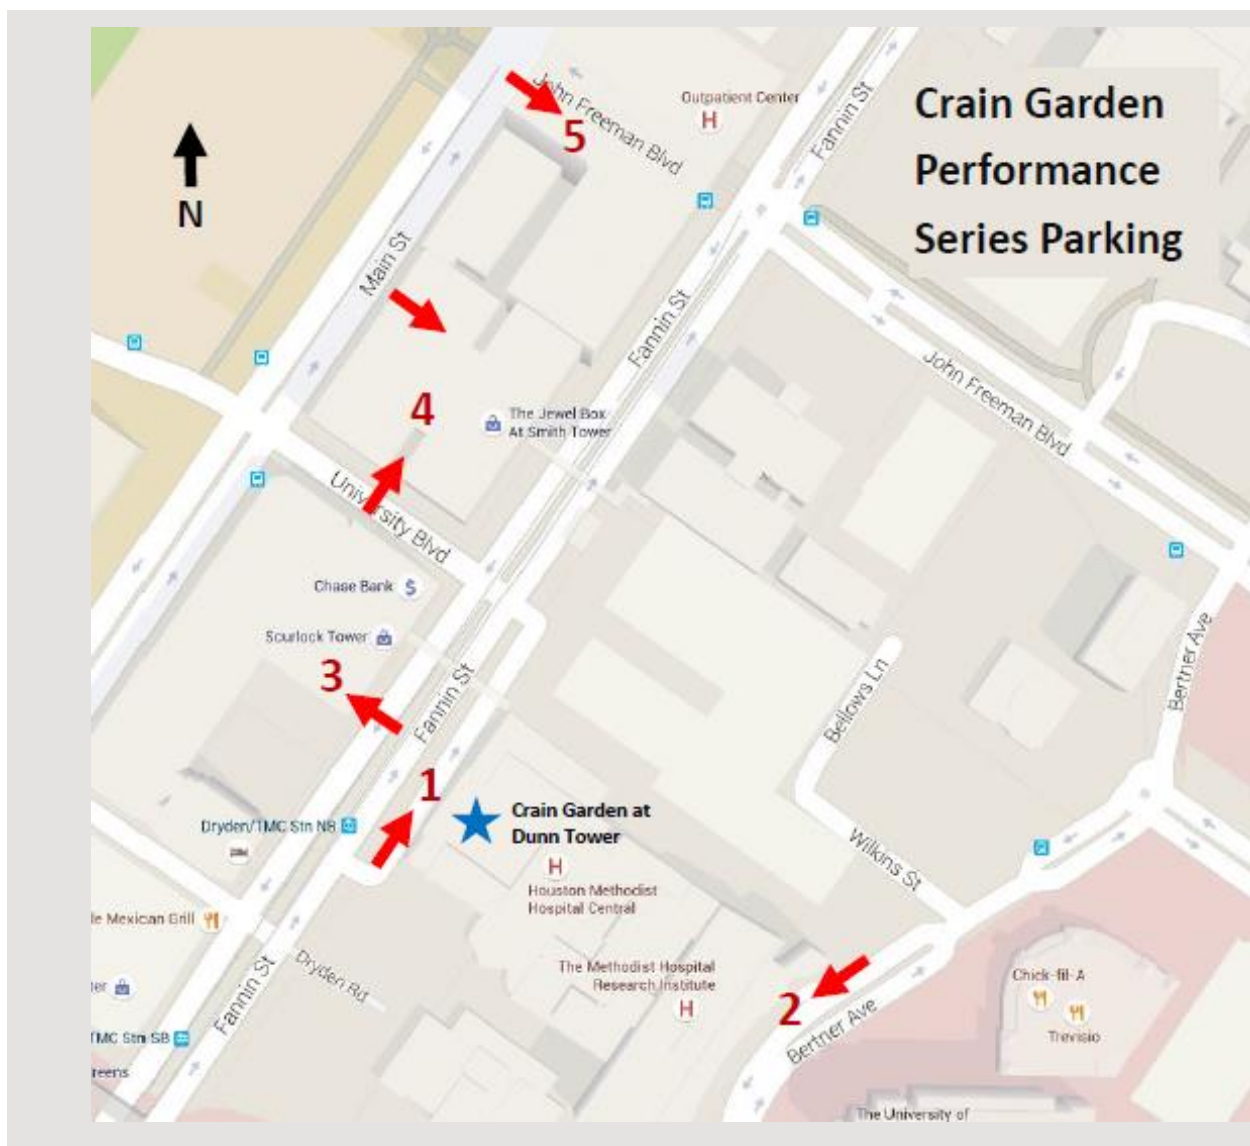 Crain Garden
Performance
Series Parking
N
5
John Freeman Blvd
Outpatient Center
H
Fannin St
Main St
Fannin St
4
The Jewel Box
At Smith Tower
John Freeman Blvd
University Blvd
Chase Bank $
Scurlock Tower
3
Fannin St
Bellows Ln
Bertner Ave
1
Crain Garden at
Dunn Tower
Dryden/TMC Stn NB
H
Houston Methodist
Hospital Central
Wilkins St
le Mexican Grill
Dryden Rd
The Methodist Hospital
Research Institute
H
Chick-fil-A
Trevisio
ter
Fannin St
2
Bertner Ave
TMC Stn SB
reens
The University of